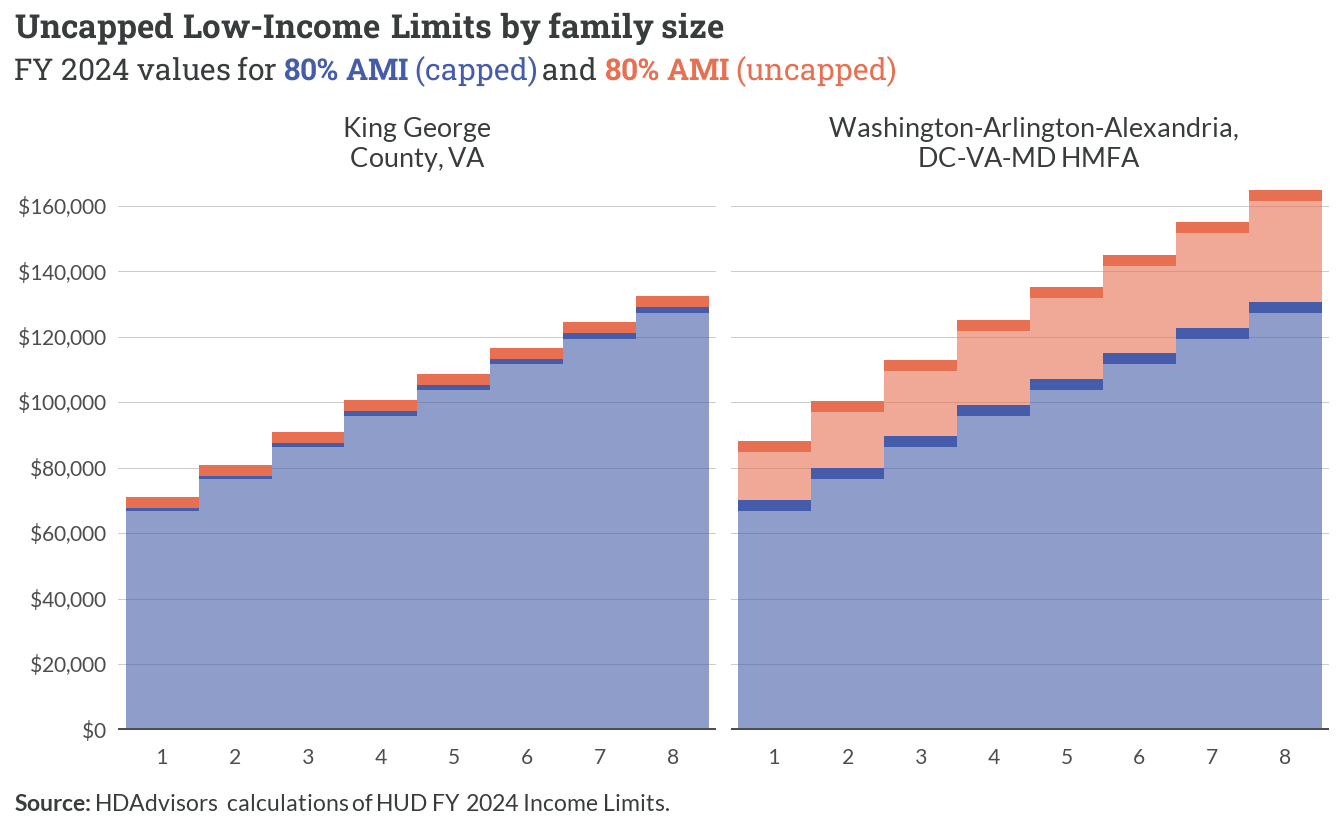 Uncapped Low-Income Limits by family size
FY 2024 values for 80% AMI (capped) and 80% AMI (uncapped)
King George
County, VA
Washington-Arlington-Alexandria,
DC-VA-MD HMFA
$160,000
$140,000
$120,000
$100,000
$80,000
$60,000
$40,000
$20,000
$0
1 2 3 4 5 6 7 8
1 2 3 4 5 6 7 8
Source: HDAdvisors calculations of HUD FY 2024 Income Limits.